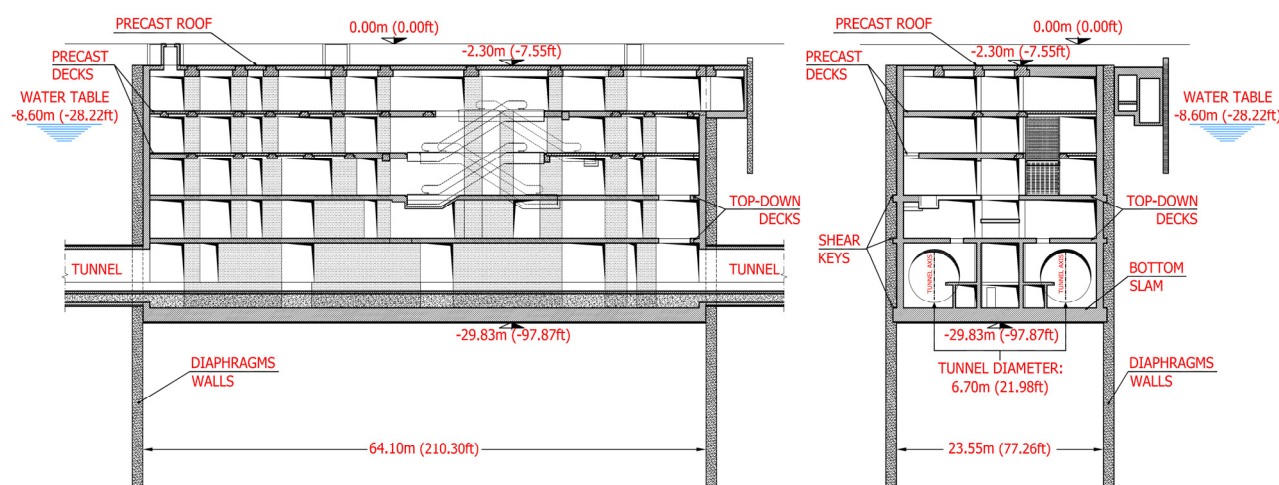 PRECAST ROOF
0.00m (0.00ft)
-2.30m (-7.55ft)
PRECAST
DECKS
WATER TABLE
-8.60m (-28.22ft)
TOP-DOWN
DECKS
TUNNEL
TUNNEL
-29.83m (-97.87ft)
DIAPHRAGMS
WALLS
64.10m (210.30ft)
PRECAST ROOF
0.00m (0.00ft)
-2.30m (-7.55ft)
PRECAST
DECKS
WATER TABLE
-8.60m (-28.22ft)
TOP-DOWN
DECKS
SHEAR
KEYS
TUNNEL AXIS
TUNNEL AXIS
BOTTOM
SLAM
-29.83m (-97.87ft)
TUNNEL DIAMETER:
6.70m (21.98ft)
DIAPHRAGMS
WALLS
23.55m (77.26ft)